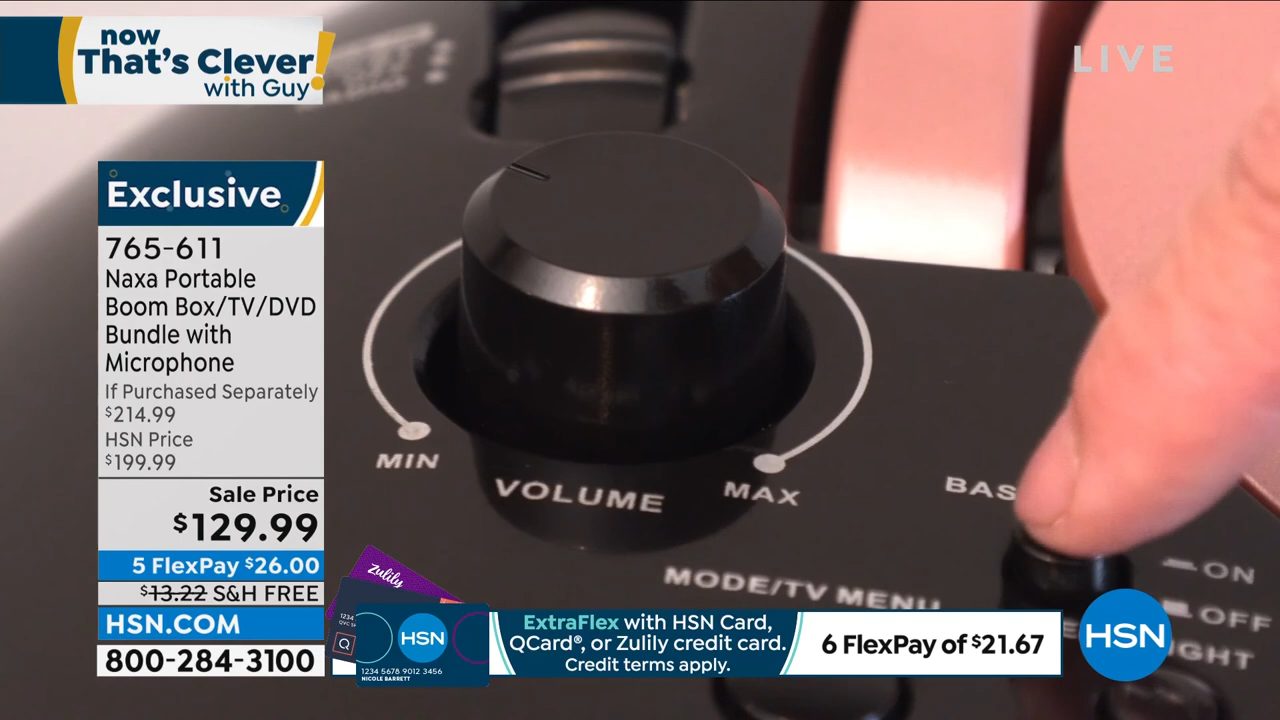 now
That's Clever!
with Guy
LIVE
Exclusive
765-611
Naxa Portable
Boom Box/TV/DVD
Bundle with
Microphone
If Purchased Separately
$214.99
HSN Price
$199.99
Sale Price
$129.99
5 FlexPay $26.00
$13.22 S&H FREE
HSN.COM
800-284-3100
MIN
VOLUME
MAX
BAS
MODE/TV MENU
ON
OFF
Zulily
1234
Q
HSN
1234 5678 9012 3456
NICOLE BARRETT
ExtraFlex with HSN Card,
QCard®, or Zulily credit card.
Credit terms apply.
6 FlexPay of $21.67
HSN